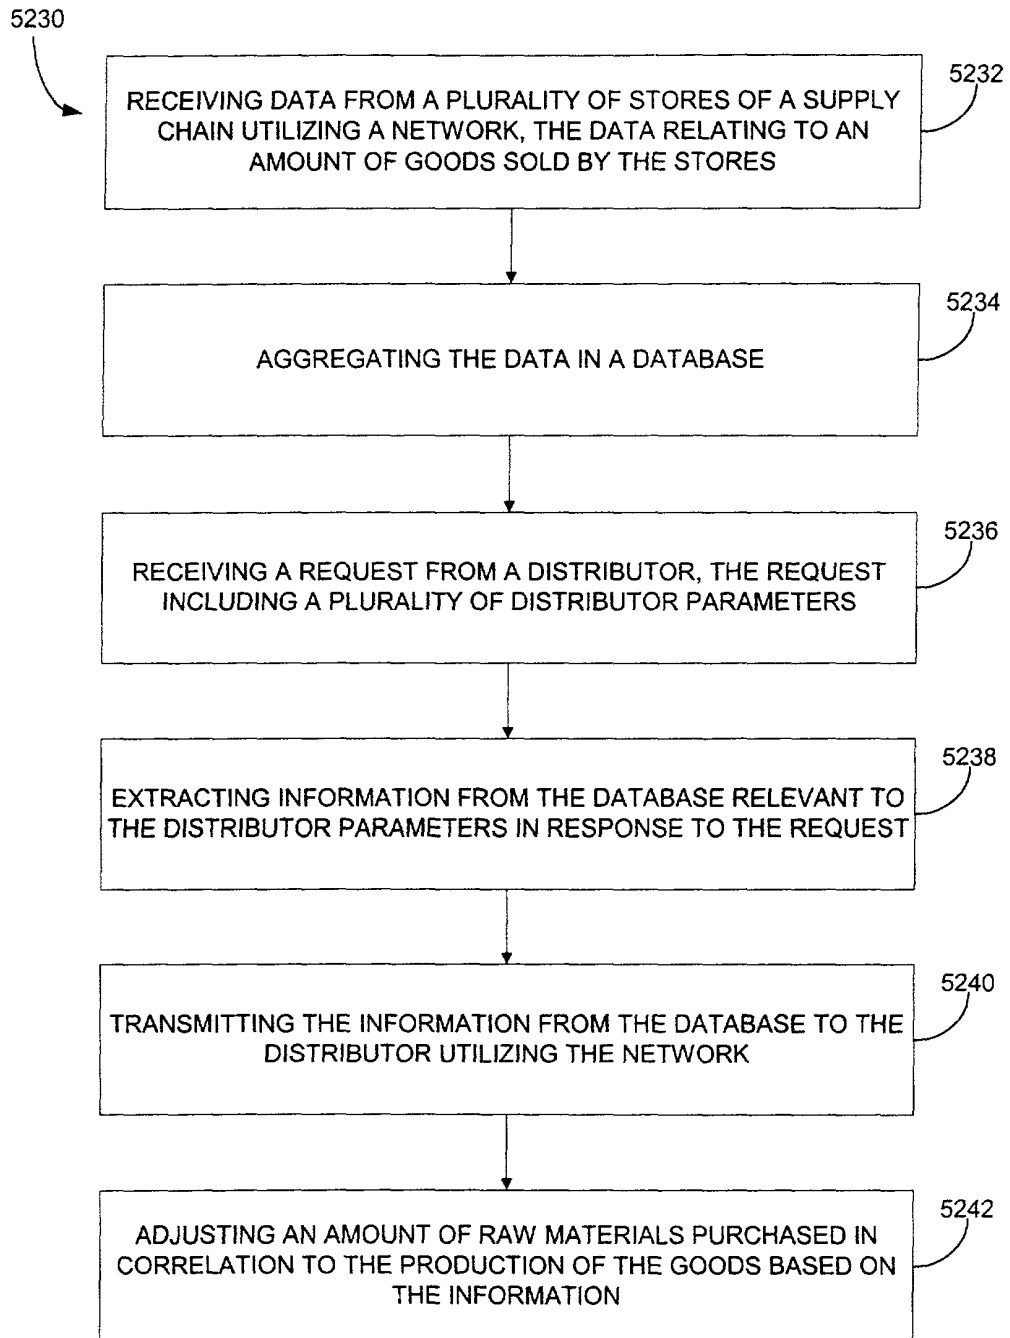 5230
5232
RECEIVING DATA FROM A PLURALITY OF STORES OF A SUPPLY
CHAIN UTILIZING A NETWORK, THE DATA RELATING TO AN
AMOUNT OF GOODS SOLD BY THE STORES
5234
AGGREGATING THE DATA IN A DATABASE
5236
RECEIVING A REQUEST FROM A DISTRIBUTOR, THE REQUEST
INCLUDING A PLURALITY OF DISTRIBUTOR PARAMETERS
5238
EXTRACTING INFORMATION FROM THE DATABASE RELEVANT TO
THE DISTRIBUTOR PARAMETERS IN RESPONSE TO THE REQUEST
5240
TRANSMITTING THE INFORMATION FROM THE DATABASE TO THE
DISTRIBUTOR UTILIZING THE NETWORK
5242
ADJUSTING AN AMOUNT OF RAW MATERIALS PURCHASED IN
CORRELATION TO THE PRODUCTION OF THE GOODS BASED ON
THE INFORMATION